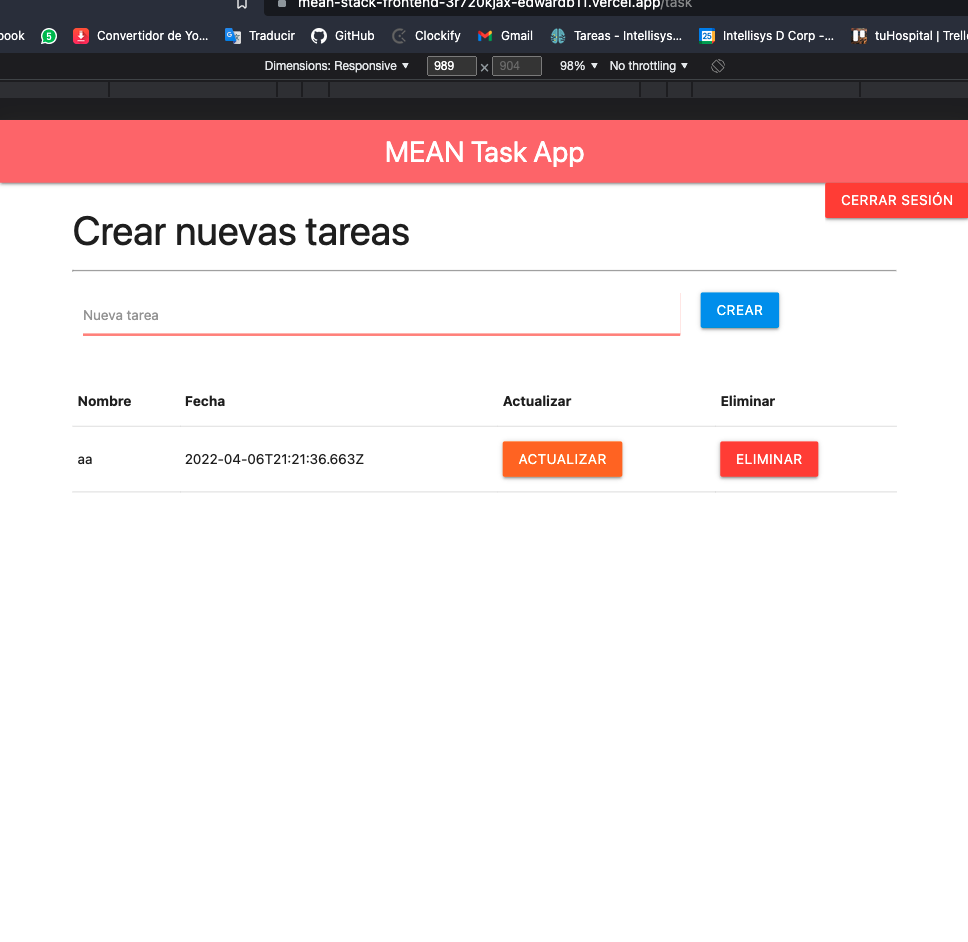 mean-stack-frontend-3r720kjax-edwardb11.vercel.app/task
book 5 Convertidor de Yo... Traducir GitHub Clockify Gmail Tareas - Intellisys... 25 Intellisys D Corp -... tuHospital | Trello
Dimensions: Responsive ▼ 989 × 904 98% ▼ No throttling ▼
MEAN Task App
CERRAR SESIÓN
Crear nuevas tareas
Nueva tarea
CREAR
Nombre Fecha Actualizar Eliminar
aa 2022-04-06T21:21:36.663Z ACTUALIZAR ELIMINAR